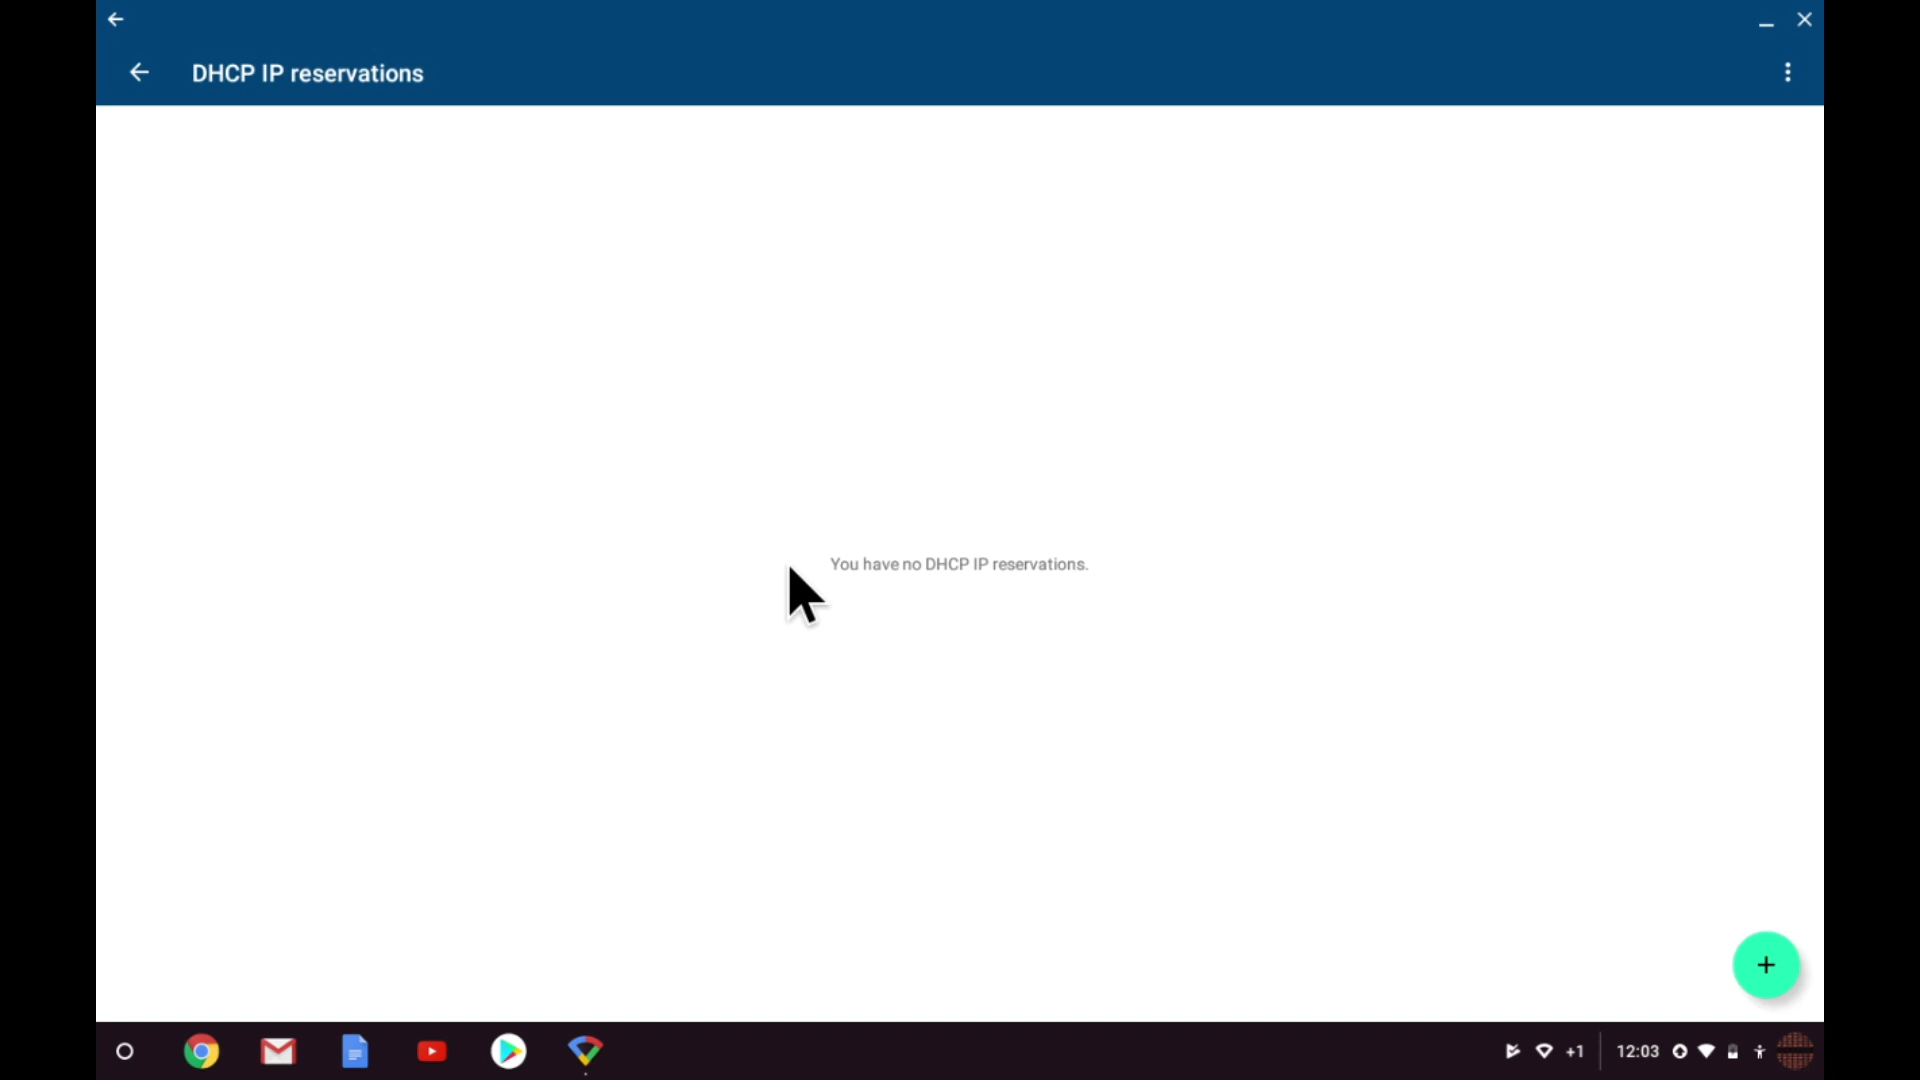 DHCP IP reservations
You have no DHCP IP reservations.
+1 12:03